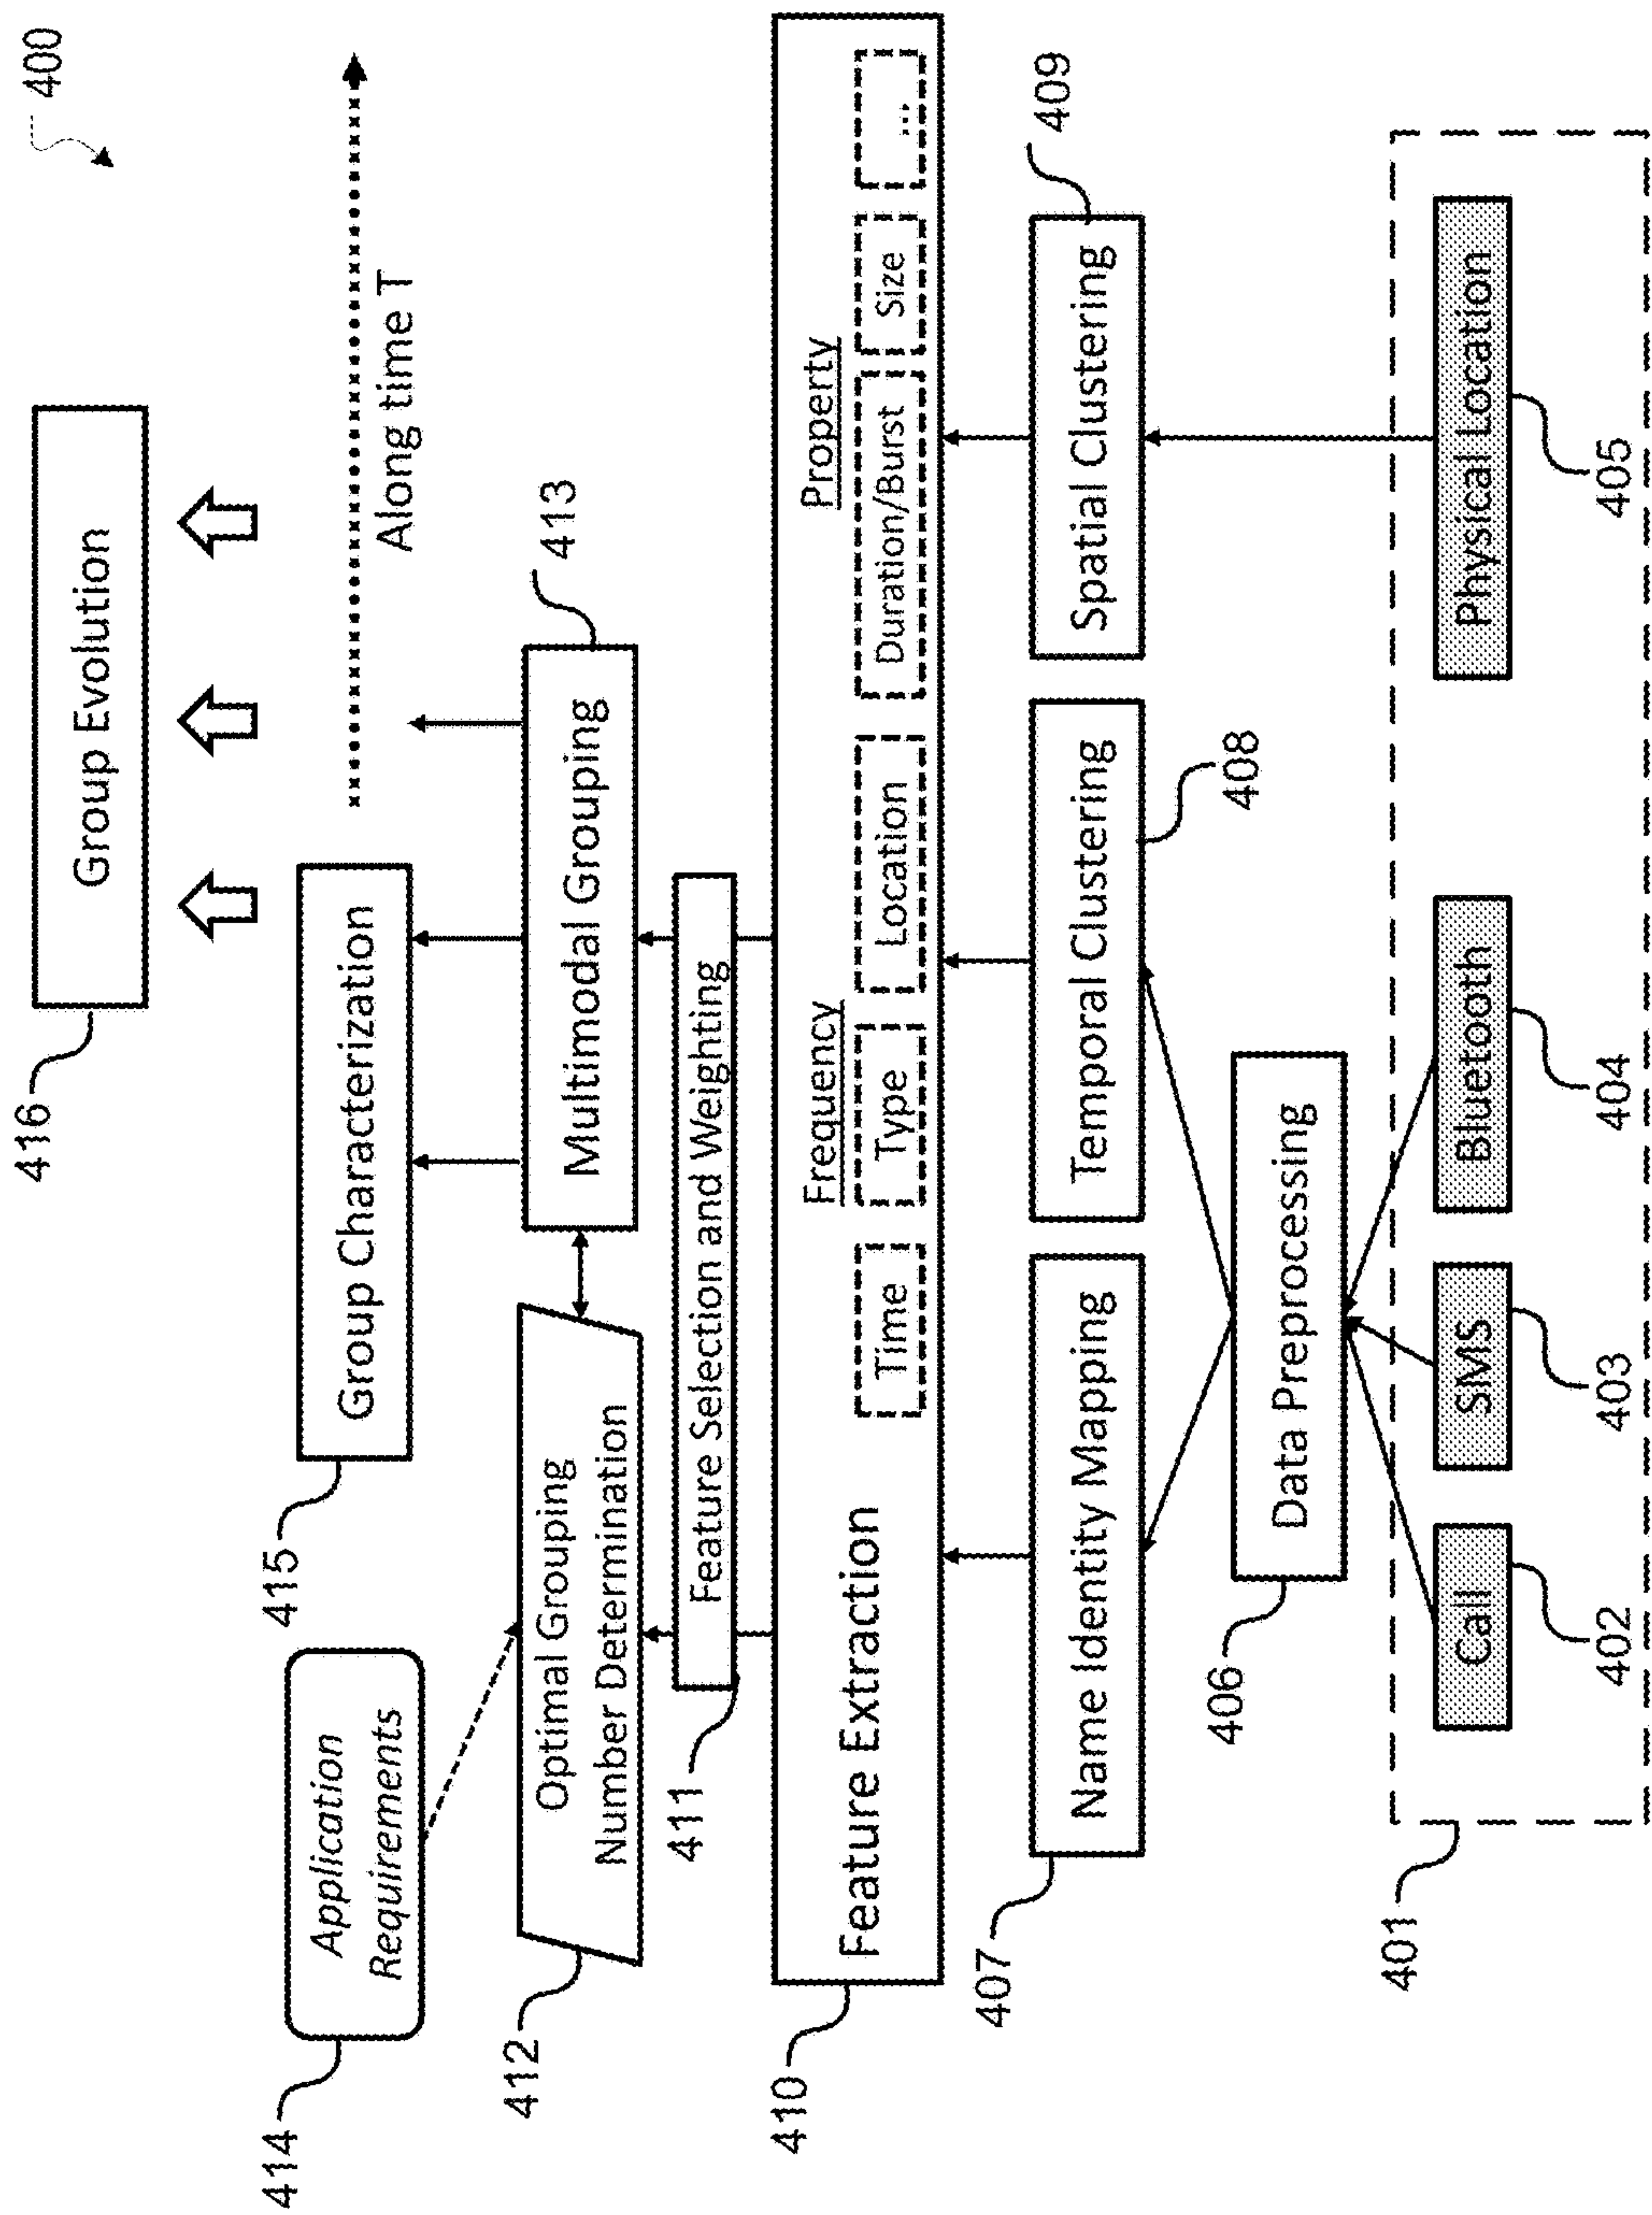 400
416
Group Evolution
Along time T
414
Application
Requirements
415
Group Characterization
412
Optimal Grouping
Number Determination
Multimodal Grouping
413
411
Feature Selection and Weighting
410
Feature Extraction
Frequency
Property
Time
Type
Location
Duration/Burst
Size
...
407
Name Identity Mapping
Temporal Clustering
408
Spatial Clustering
409
406
Data Preprocessing
401
Call
SMS
Bluetooth
Physical Location
402
403
404
405